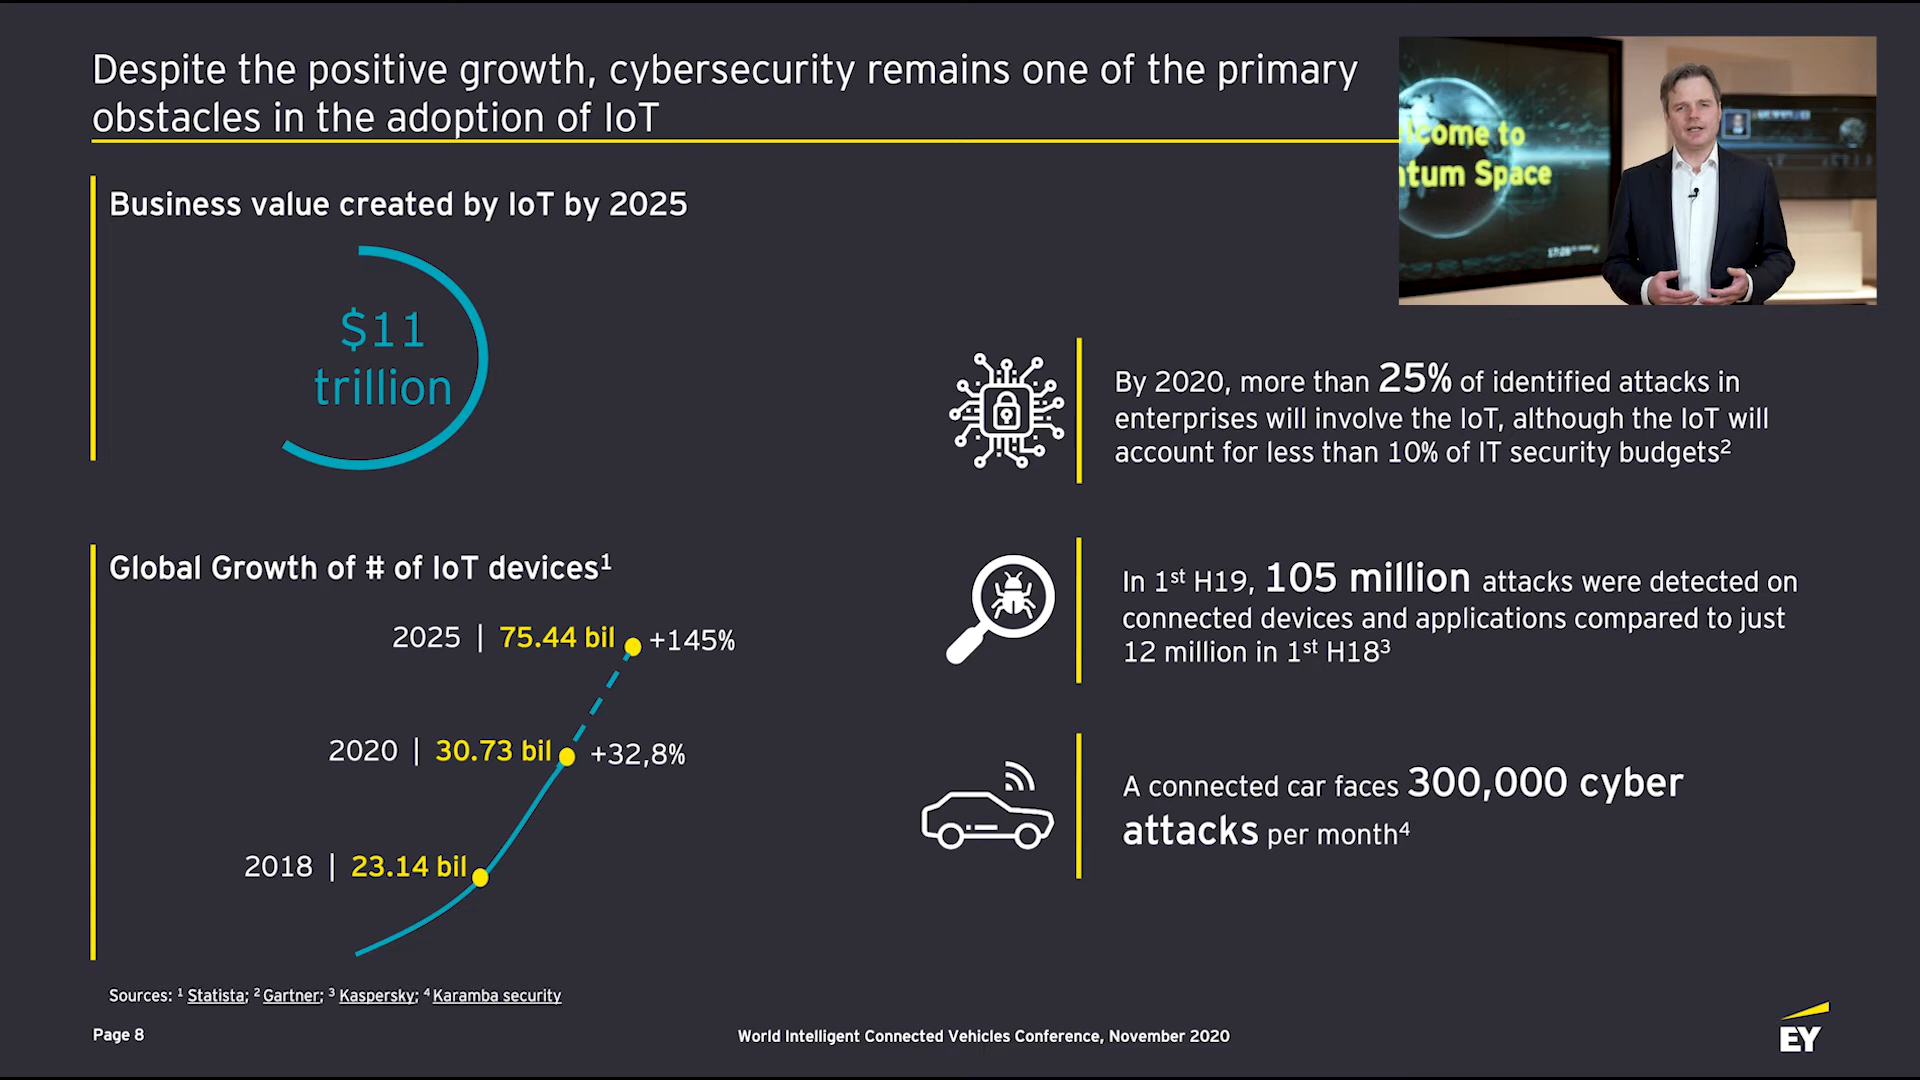 Despite the positive growth, cybersecurity remains one of the primary
obstacles in the adoption of IoT
lcome to
ntum Space
17:28
Business value created by IoT by 2025
$11
trillion
By 2020, more than 25% of identified attacks in
enterprises will involve the IoT, although the IoT will
account for less than 10% of IT security budgets²
Global Growth of # of IoT devices¹
2025 | 75.44 bil +145%
2020 | 30.73 bil +32,8%
2018 | 23.14 bil
In 1st H19, 105 million attacks were detected on
connected devices and applications compared to just
12 million in 1st H18³
A connected car faces 300,000 cyber
attacks per month⁴
Sources: ¹ Statista; ² Gartner; ³ Kaspersky; ⁴ Karamba security
Page 8
World Intelligent Connected Vehicles Conference, November 2020
EY